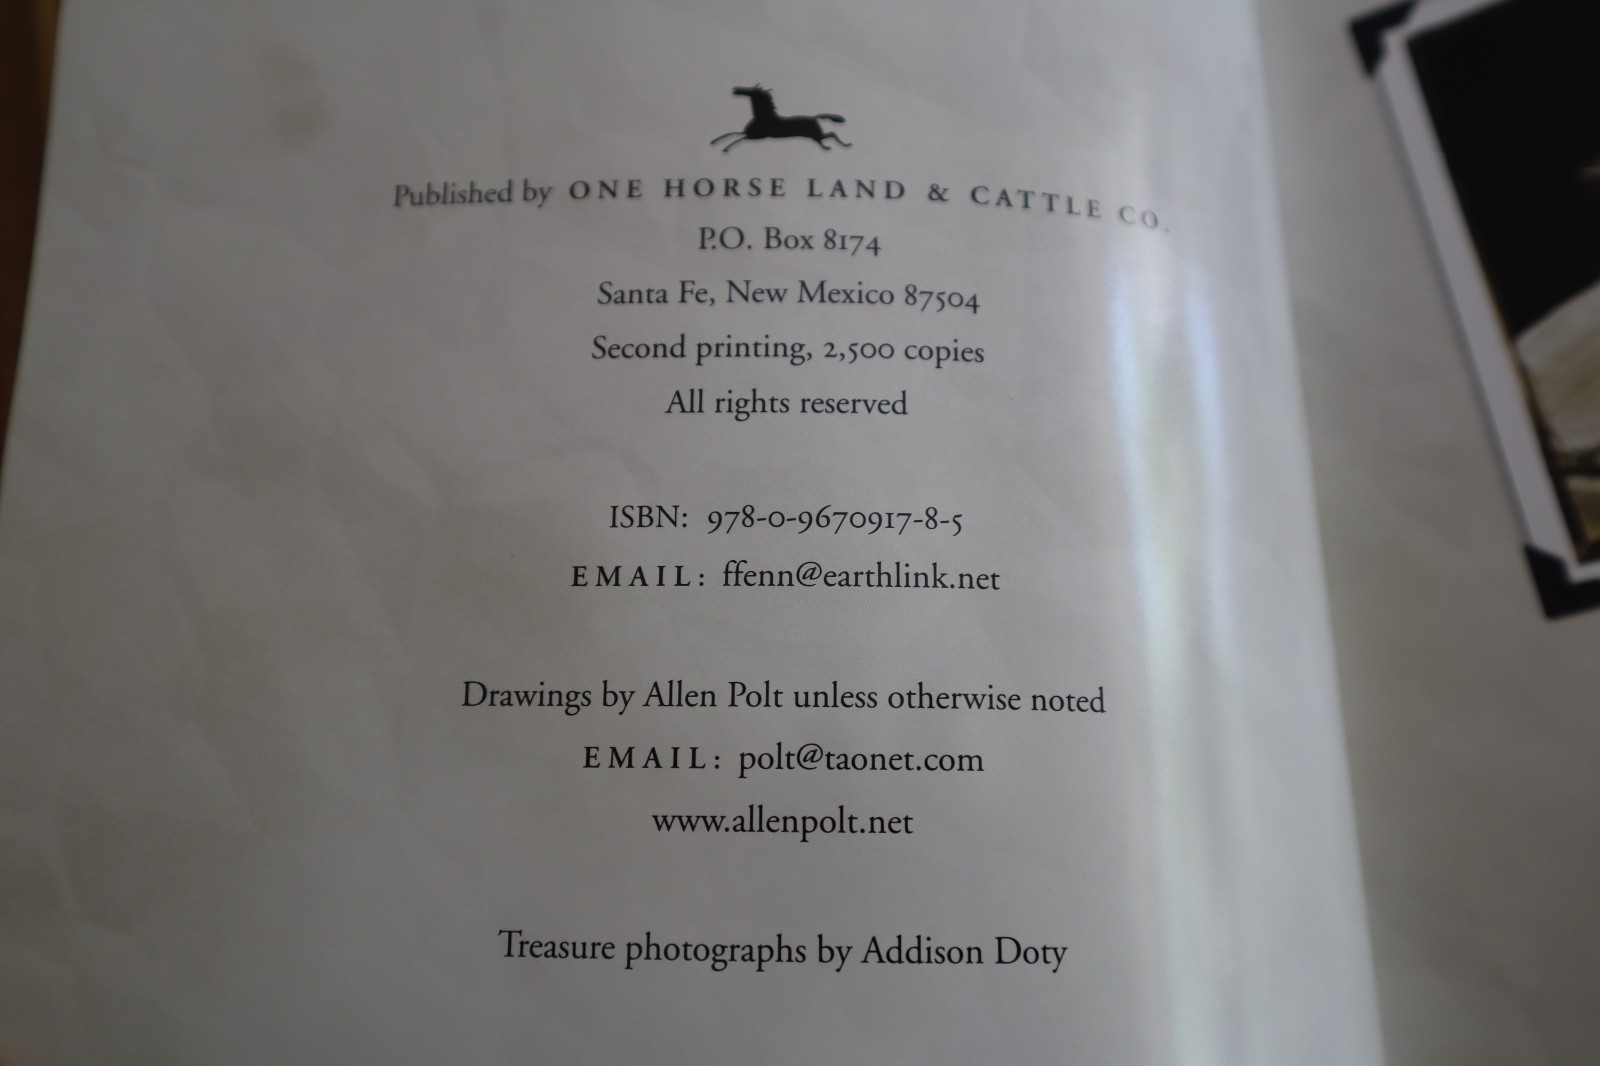 Published by ONE HORSE LAND & CATTLE CO.
P.O. Box 8174
Santa Fe, New Mexico 87504
Second printing, 2,500 copies
All rights reserved
ISBN: 978-0-9670917-8-5
EMAIL: ffenn@earthlink.net
Drawings by Allen Polt unless otherwise noted
EMAIL: polt@taonet.com
www.allenpolt.net
Treasure photographs by Addison Doty